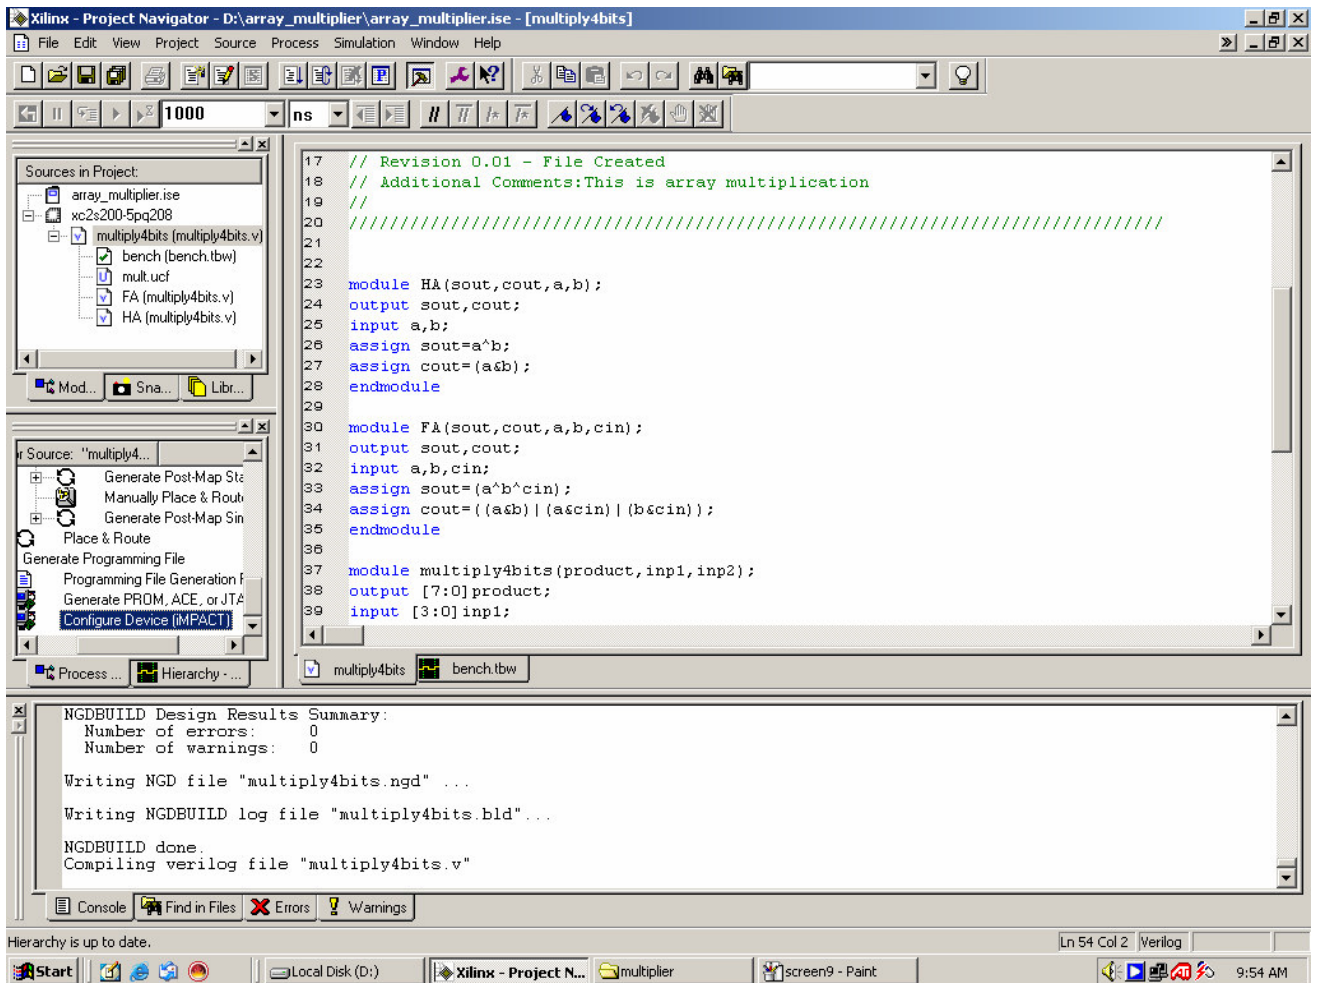 Xilinx - Project Navigator - D:\array_multiplier\array_multiplier.ise - [multiply4bits]
File Edit View Project Source Process Simulation Window Help
1000 ns
Sources in Project:
array_multiplier.ise
xc2s200-5pq208
multiply4bits (multiply4bits.v)
bench (bench.tbw)
mult.ucf
FA (multiply4bits.v)
HA (multiply4bits.v)
Mod... Sna... Libr...
r Source: "multiply4...
Generate Post-Map Sta
Manually Place & Rout
Generate Post-Map Sin
Place & Route
Generate Programming File
Programming File Generation F
Generate PROM, ACE, or JTA
Configure Device (iMPACT)
Process ... Hierarchy - ...
17 // Revision 0.01 - File Created
18 // Additional Comments:This is array multiplication
19 //
20 ////////////////////////////////////////////////////////////////////////////////
21
22
23 module HA(sout,cout,a,b);
24 output sout,cout;
25 input a,b;
26 assign sout=a^b;
27 assign cout=(a&b);
28 endmodule
29
30 module FA(sout,cout,a,b,cin);
31 output sout,cout;
32 input a,b,cin;
33 assign sout=(a^b^cin);
34 assign cout=((a&b)|(a&cin)|(b&cin));
35 endmodule
36
37 module multiply4bits(product,inp1,inp2);
38 output [7:0]product;
39 input [3:0]inp1;
multiply4bits bench.tbw
NGDBUILD Design Results Summary:
Number of errors: 0
Number of warnings: 0
Writing NGD file "multiply4bits.ngd" ...
Writing NGDBUILD log file "multiply4bits.bld"...
NGDBUILD done.
Compiling verilog file "multiply4bits.v"
Console Find in Files Errors Warnings
Hierarchy is up to date.
Ln 54 Col 2 Verilog
Start Local Disk (D:) Xilinx - Project N... multiplier screen9 - Paint 9:54 AM